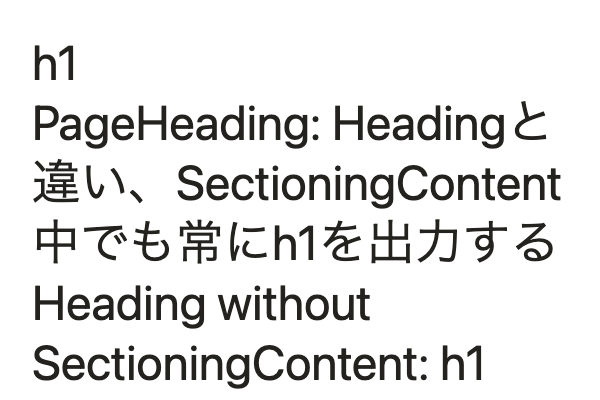 h1
PageHeading: Headingと
違い、SectioningContent
中でも常にh1を出力する
Heading without
SectioningContent: h1